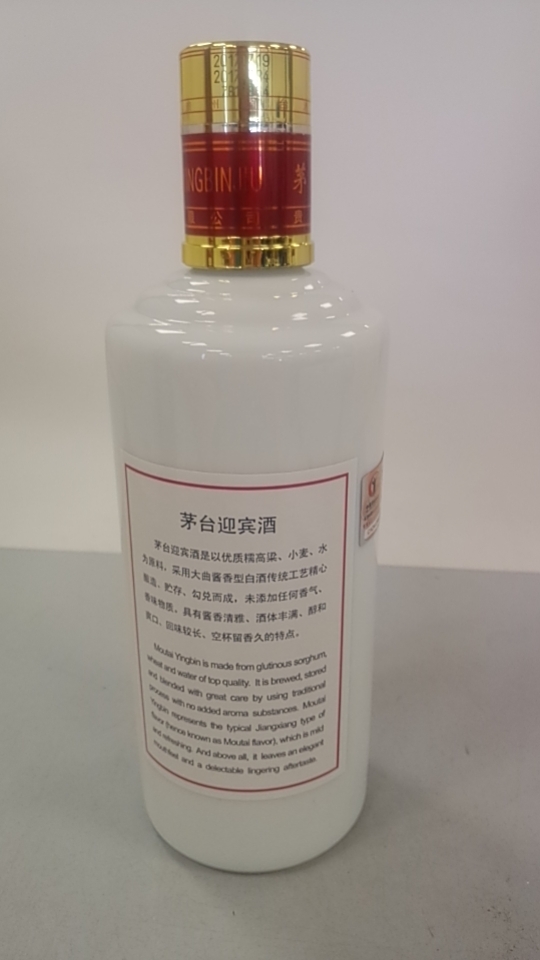 茅
公司 贵
茅台迎宾酒
茅台迎宾酒是以优质糯高粱、小麦、水
为原料，采用大曲酱香型白酒传统工艺精心
酿造、贮存、勾兑而成，未添加任何香气、
香味物质，具有酱香清雅、酒体丰满、醇和
爽口、回味较长、空杯留香久的特点。
Moutai Yingbin is made from glutinous sorghum,
wheat and water of top quality. It is brewed, stored
and blended with great care by using traditional
process with no added aroma substances. Moutai
Yingbin represents the typical Jiangxiang type of
flavor (hence known as Moutai flavor), which is mild
and refreshing. And above all, it leaves an elegant
mouthfeel and a delectable lingering aftertaste.